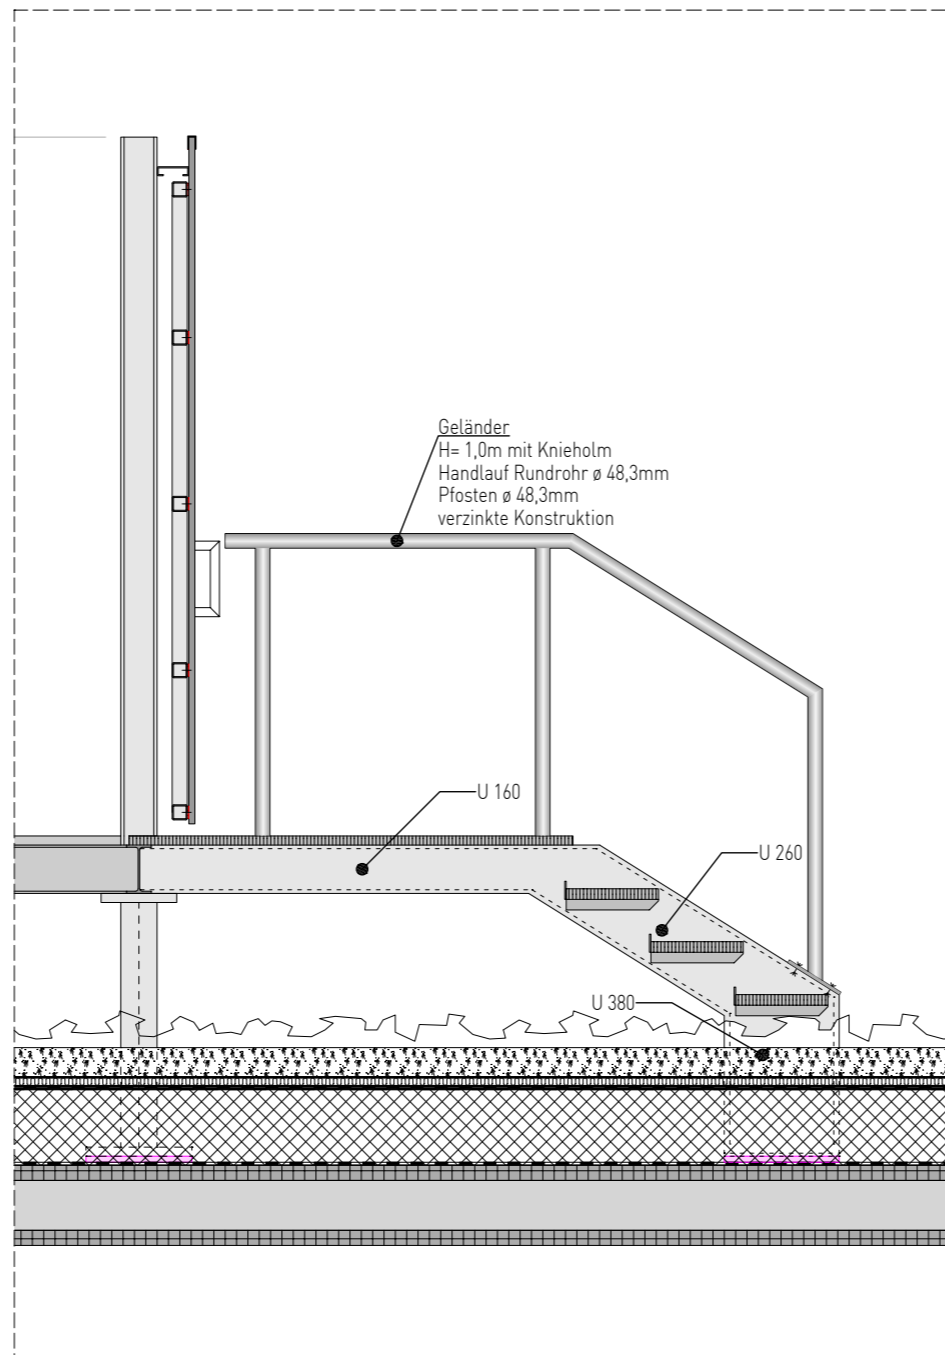 Geländer
H= 1,0m mit Knieholm
Handlauf Rundrohr ø 48,3mm
Pfosten ø 48,3mm
verzinkte Konstruktion
U 160
U 260
U 380